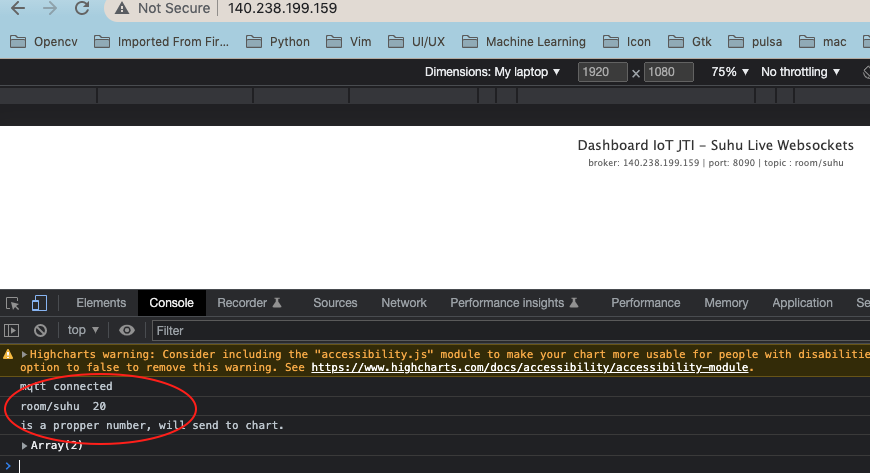 Not Secure | 140.238.199.159
Opencv Imported From Fir... Python Vim UI/UX Machine Learning Icon Gtk pulsa mac
Dimensions: My laptop ▼ 1920 × 1080 75% ▼ No throttling ▼
Dashboard IoT JTI - Suhu Live Websockets
broker: 140.238.199.159 | port: 8090 | topic : room/suhu
Elements Console Recorder Sources Network Performance insights Performance Memory Application Se
top ▼ Filter
Highcharts warning: Consider including the "accessibility.js" module to make your chart more usable for people with disabilitie
option to false to remove this warning. See https://www.highcharts.com/docs/accessibility/accessibility-module.
mqtt connected
room/suhu 20
is a propper number, will send to chart.
Array(2)